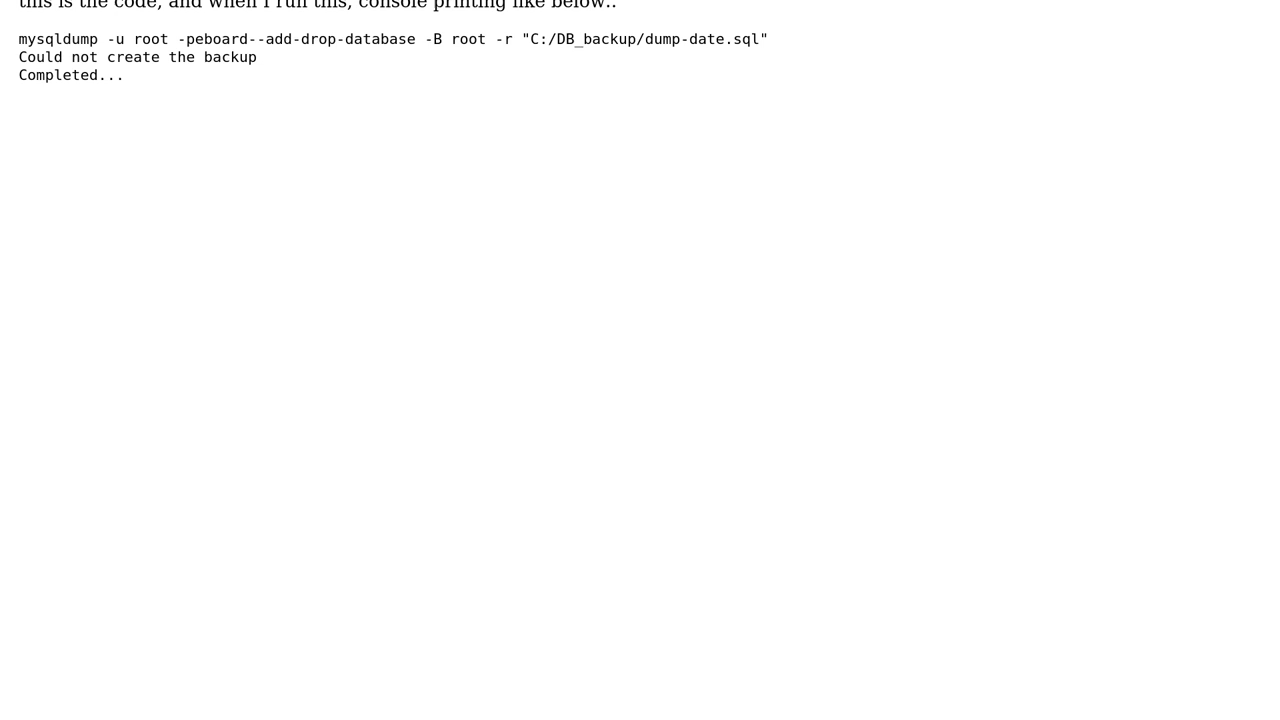 this is the code, and when i run this, console printing like below..
mysqldump -u root -peboard--add-drop-database -B root -r "C:/DB_backup/dump-date.sql"
Could not create the backup
Completed...